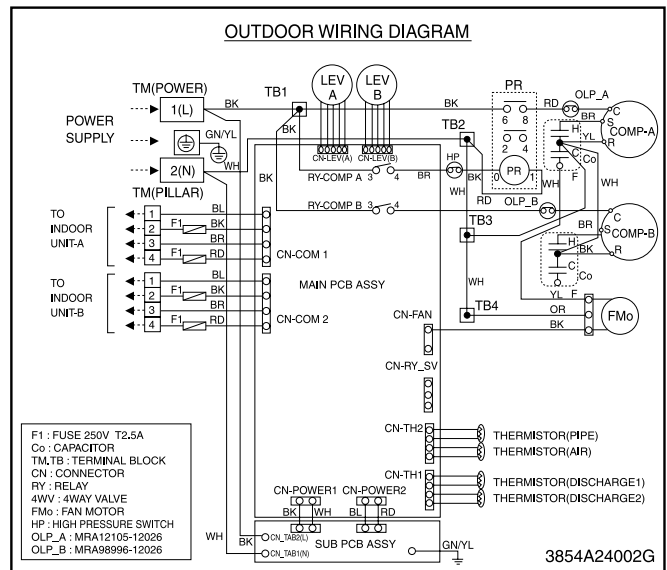 OUTDOOR WIRING DIAGRAM
TM(POWER)
1(L)
BK
TB1
LEV
A
LEV
B
PR
BK
6 8
RD
OLP_A
C
S
BR
COMP-A
R
YL
H
C
Co
F
POWER
SUPPLY
GN/YL
BK
CN-LEV(A)
CN-LEV(B)
TB2
2 4
2(N)
WH
TM(PILLAR)
BK
RY-COMP A 3 4
BR
HP
BK
0 PR 1
WH
WH
RD
OLP_B
WH
TO
INDOOR
UNIT-A
1
BL
2
F1
BK
3
BR
4
F1
RD
CN-COM 1
RY-COMP B 3 4
TB3
C
BR
S
COMP-B
R
H
BK
C
Co
TO
INDOOR
UNIT-B
1
BL
2
F1
BK
3
BR
4
F1
RD
CN-COM 2
MAIN PCB ASSY
WH
TB4
YL F
OR
BK
FMo
CN-FAN
CN-RY_SV
CN-TH2
THERMISTOR(PIPE)
THERMISTOR(AIR)
CN-TH1
THERMISTOR(DISCHARGE1)
THERMISTOR(DISCHARGE2)
F1 : FUSE 250V T2.5A
Co : CAPACITOR
TM,TB : TERMINAL BLOCK
CN : CONNECTOR
RY : RELAY
4WV : 4WAY VALVE
FMo : FAN MOTOR
HP : HIGH PRESSURE SWITCH
OLP_A : MRA12105-12026
OLP_B : MRA98996-12026
CN-POWER1
CN-POWER2
BK WH
BL RD
WH
BK
CN_TAB2(L)
CN_TAB1(N)
SUB PCB ASSY
GN/YL
3854A24002G